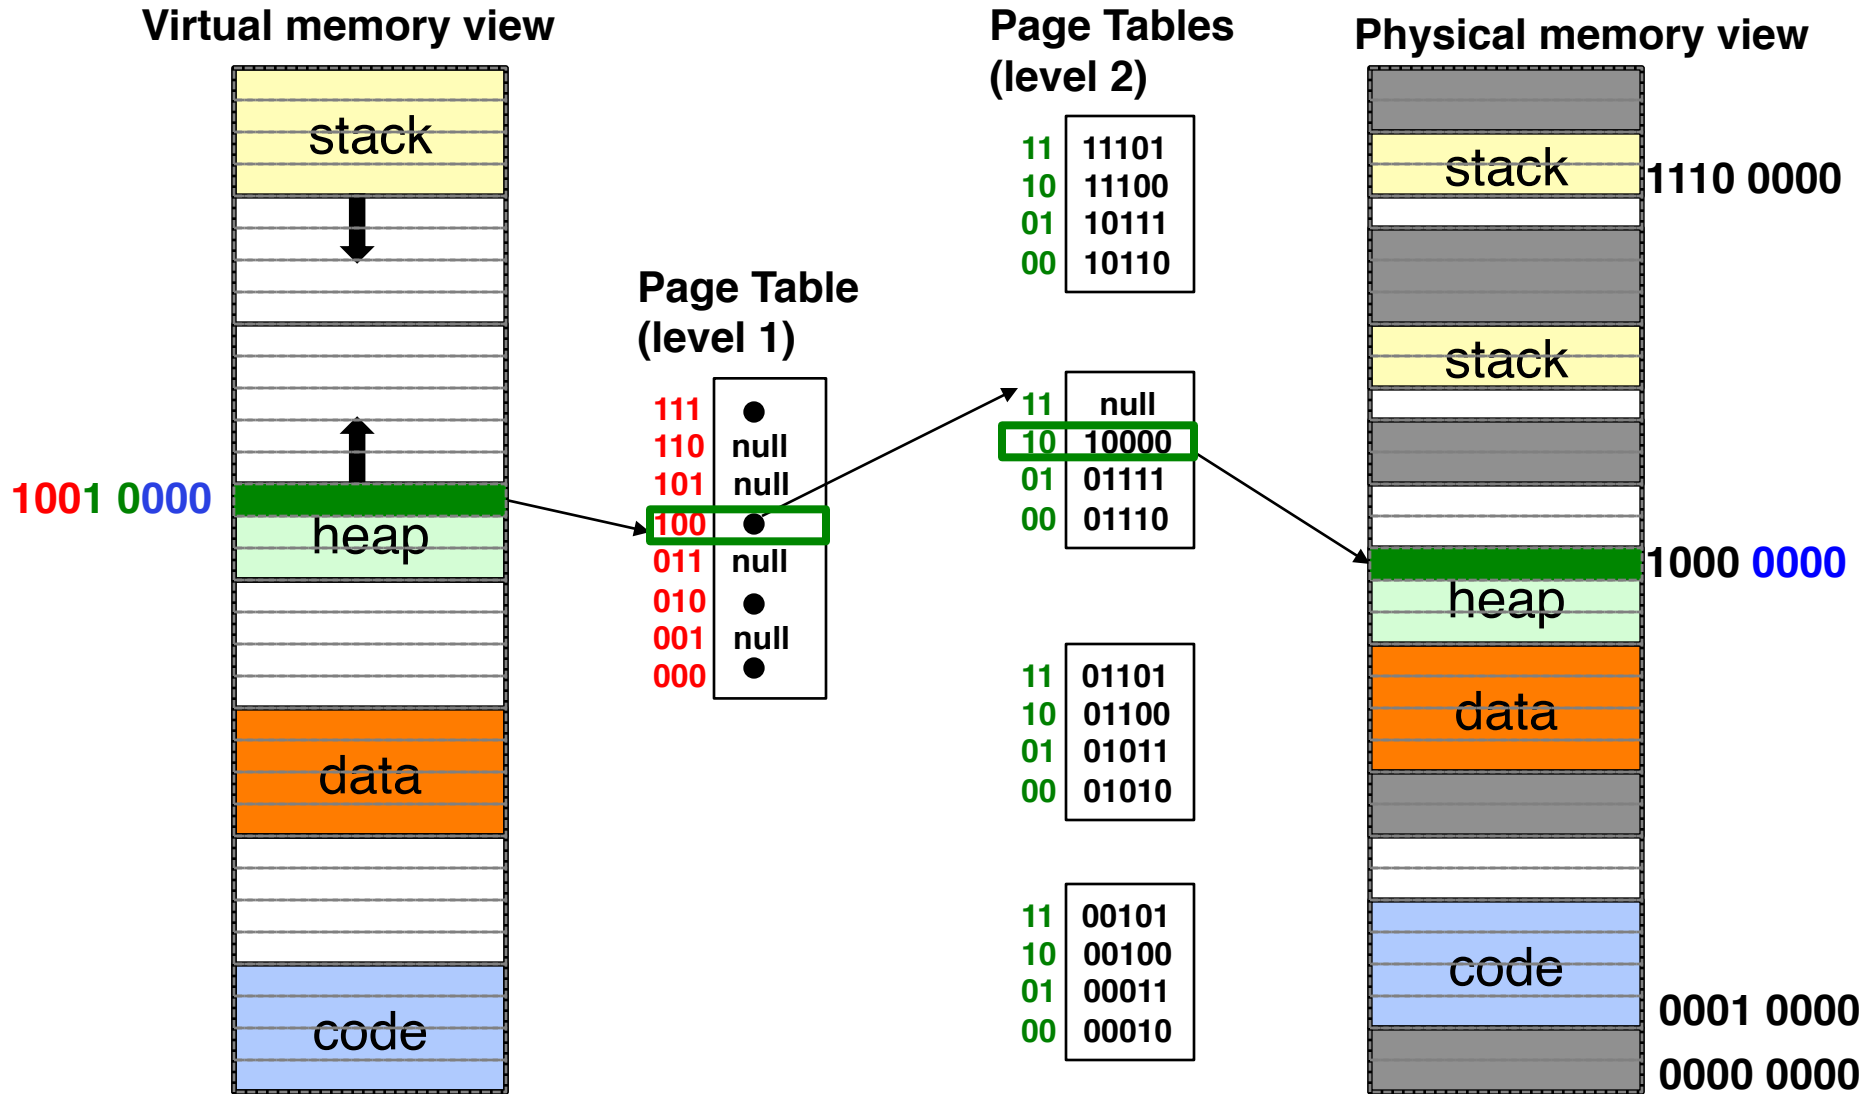 Virtual memory view
stack
1001 0000
heap
data
code
Page Table
(level 1)
111
110 null
101 null
100
011 null
010
001 null
000
Page Tables
(level 2)
11 11101
10 11100
01 10111
00 10110
11 null
10 10000
01 01111
00 01110
11 01101
10 01100
01 01011
00 01010
11 00101
10 00100
01 00011
00 00010
Physical memory view
stack 1110 0000
stack
1000 0000
heap
data
code
0001 0000
0000 0000